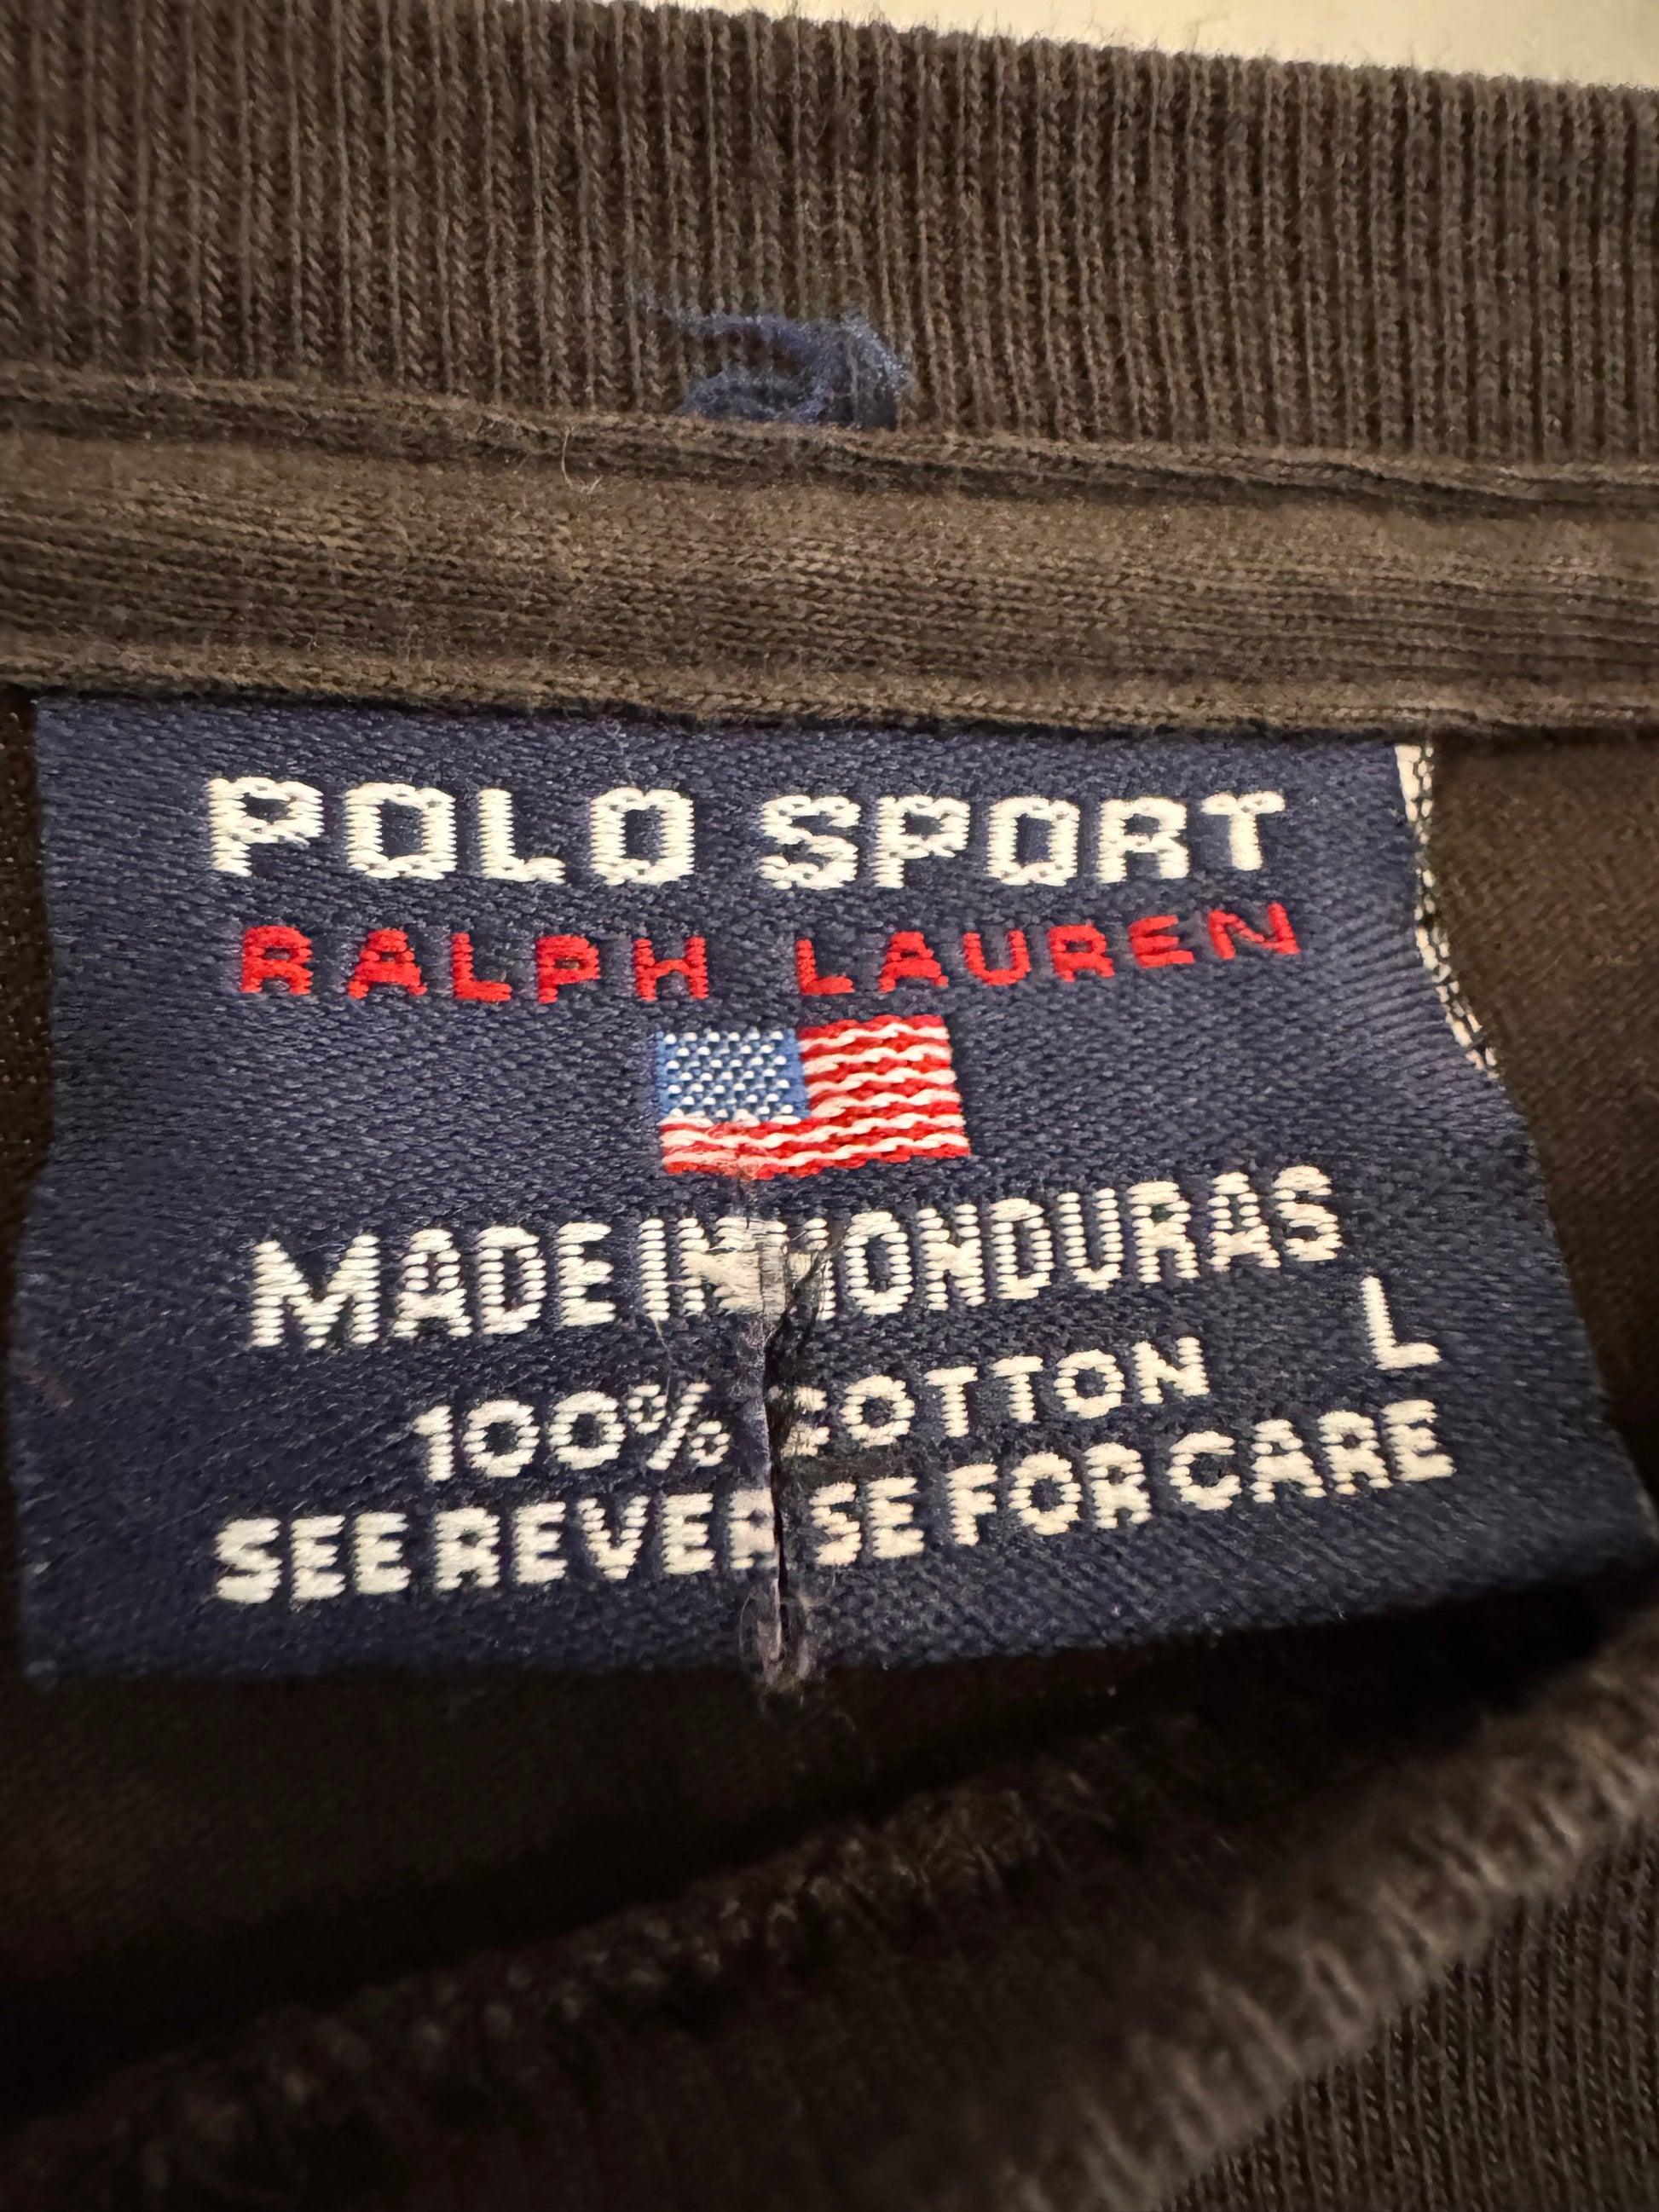 POLO SPORT
RALPH LAUREN
MADE IN HONDURAS
L
100% COTTON
SEE REVERSE FOR CARE